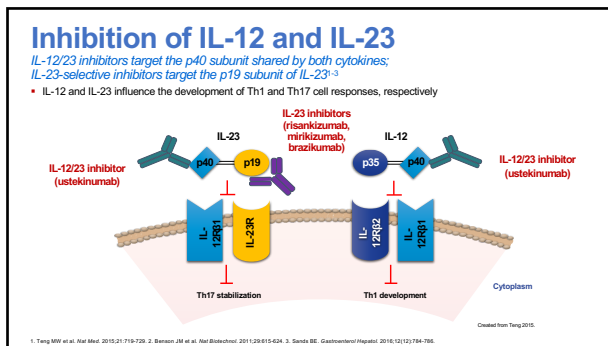 Inhibition of IL-12 and IL-23
IL-12/23 inhibitors target the p40 subunit shared by both cytokines;
IL-23-selective inhibitors target the p19 subunit of IL-23¹⁻³
▪ IL-12 and IL-23 influence the development of Th1 and Th17 cell responses, respectively
IL-23
IL-23 inhibitors
(risankizumab,
mirikizumab,
brazikumab)
IL-12
p40
p19
p35
p40
IL-12/23 inhibitor
(ustekinumab)
IL-12/23 inhibitor
(ustekinumab)
IL-
12Rβ1
IL-23R
IL-
12Rβ2
IL-
12Rβ1
Cytoplasm
Th17 stabilization
Th1 development
Created from Teng 2015.
1. Teng MW et al. Nat Med. 2015;21:719-729. 2. Benson JM et al. Nat Biotechnol. 2011;29:615-624. 3. Sands BE. Gastroenterol Hepatol. 2016;12(12):784-786.